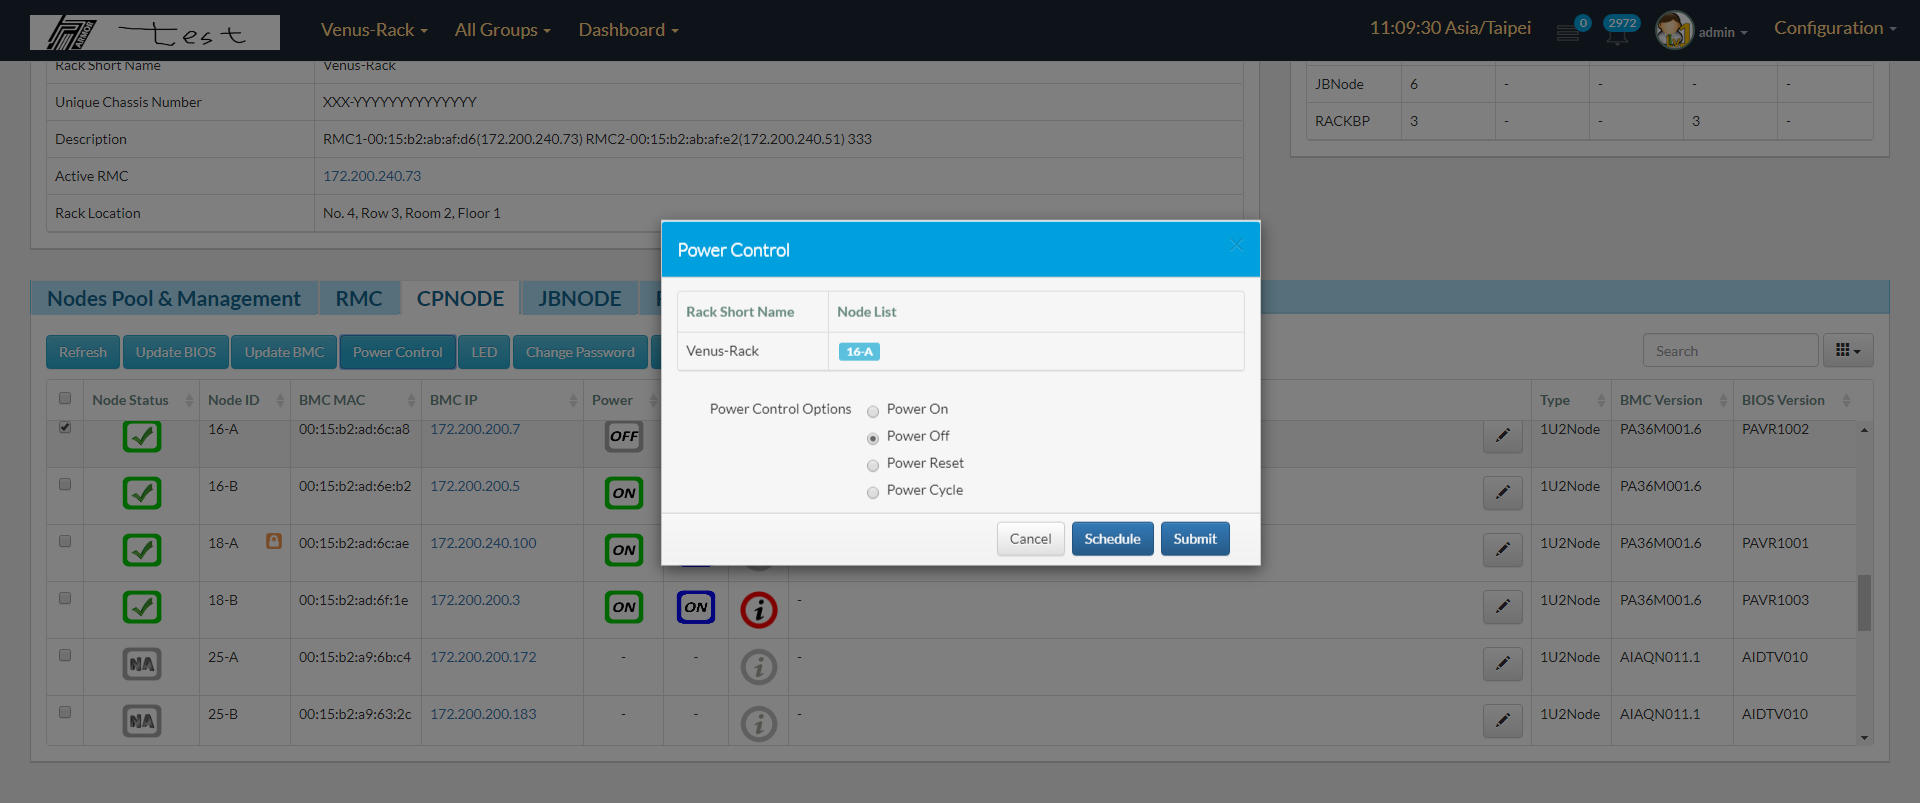 ARMOR test Venus-Rack All Groups Dashboard 11:09:30 Asia/Taipei 0 2972 admin Configuration
Rack Short Name Venus-Rack
Unique Chassis Number XXX-YYYYYYYYYYYYYYY
Description RMC1-00:15:b2:ab:af:d6(172.200.240.73) RMC2-00:15:b2:ab:af:e2(172.200.240.51) 333
Active RMC 172.200.240.73
Rack Location No. 4, Row 3, Room 2, Floor 1
JBNode 6 - - - -
RACKBP 3 - - 3 -
Nodes Pool & Management RMC CPNODE JBNODE
Refresh Update BIOS Update BMC Power Control LED Change Password Search
Node Status Node ID BMC MAC BMC IP Power Type BMC Version BIOS Version
16-A 00:15:b2:ad:6c:a8 172.200.200.7 OFF 1U2Node PA36M001.6 PAVR1002
16-B 00:15:b2:ad:6e:b2 172.200.200.5 ON 1U2Node PA36M001.6
18-A 00:15:b2:ad:6c:ae 172.200.240.100 ON 1U2Node PA36M001.6 PAVR1001
18-B 00:15:b2:ad:6f:1e 172.200.200.3 ON ON i - 1U2Node PA36M001.6 PAVR1003
NA 25-A 00:15:b2:a9:6b:c4 172.200.200.172 - - i - 1U2Node AIAQN011.1 AIDTV010
NA 25-B 00:15:b2:a9:63:2c 172.200.200.183 - - i - 1U2Node AIAQN011.1 AIDTV010
Power Control ×
Rack Short Name Node List
Venus-Rack 16-A
Power Control Options Power On
Power Off
Power Reset
Power Cycle
Cancel Schedule Submit